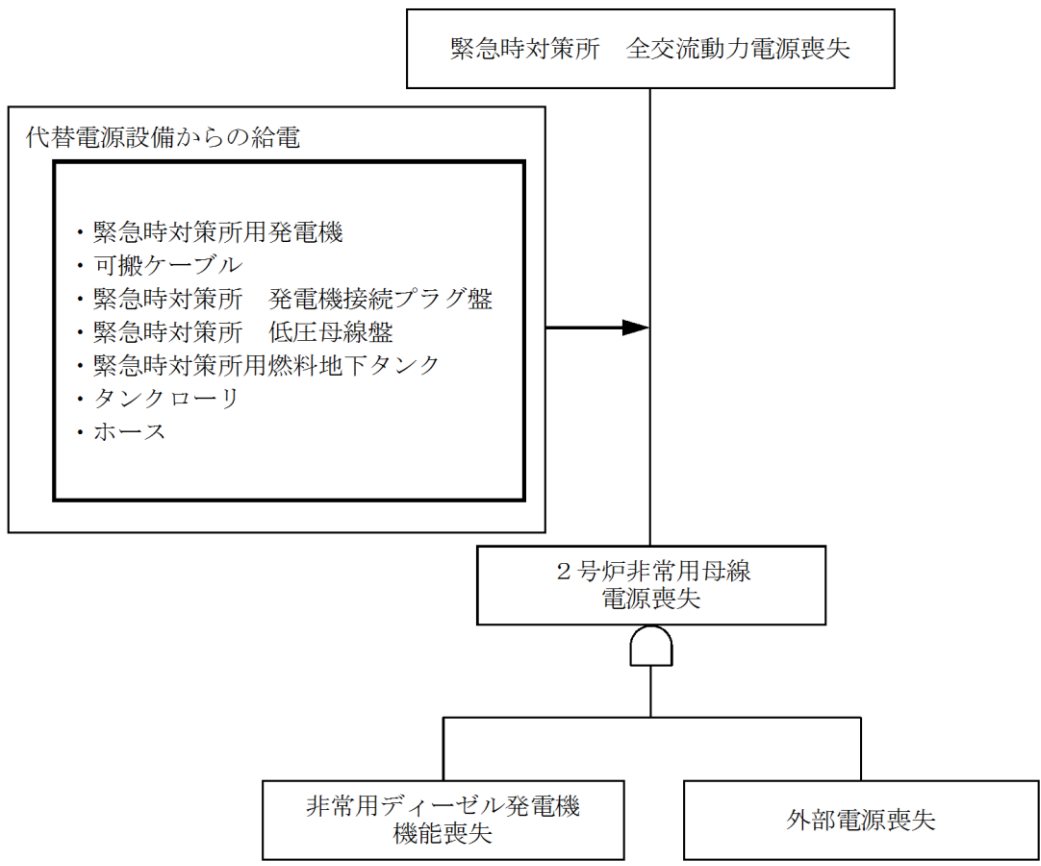 緊急時対策所　全交流動力電源喪失
代替電源設備からの給電
・緊急時対策所用発電機
・可搬ケーブル
・緊急時対策所　発電機接続プラグ盤
・緊急時対策所　低圧母線盤
・緊急時対策所用燃料地下タンク
・タンクローリ
・ホース
２号炉非常用母線
電源喪失
非常用ディーゼル発電機
機能喪失
外部電源喪失